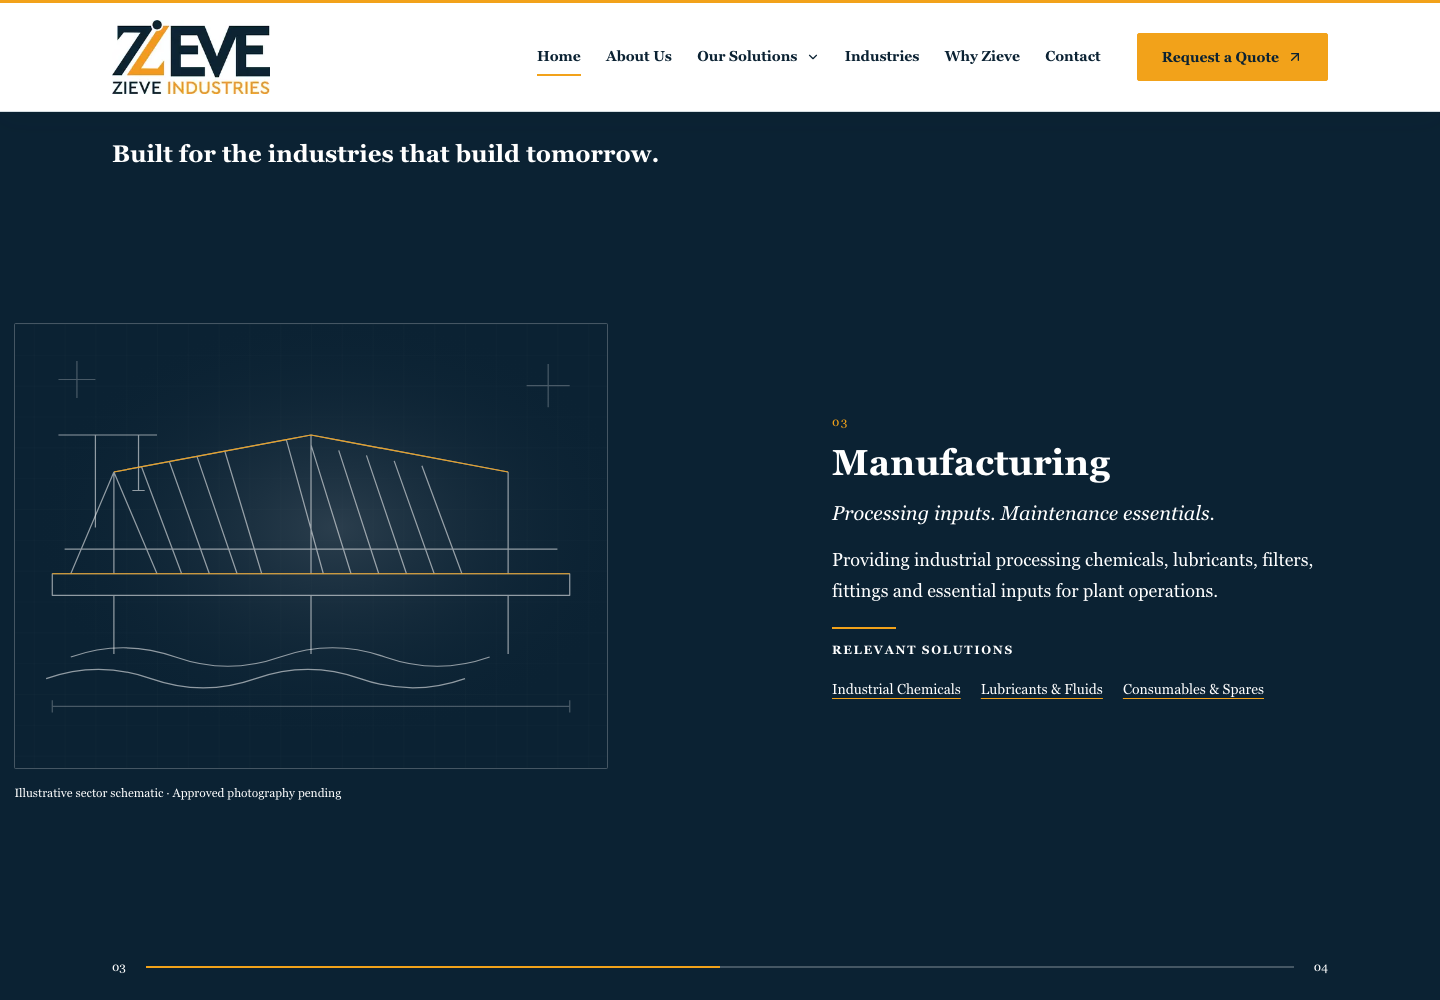 ZIEVE
ZIEVE INDUSTRIES
Home
About Us
Our Solutions
Industries
Why Zieve
Contact
Request a Quote
Built for the industries that build tomorrow.
03
Manufacturing
Processing inputs. Maintenance essentials.
Providing industrial processing chemicals, lubricants, filters,
fittings and essential inputs for plant operations.
RELEVANT SOLUTIONS
Industrial Chemicals
Lubricants & Fluids
Consumables & Spares
Illustrative sector schematic · Approved photography pending
03
04